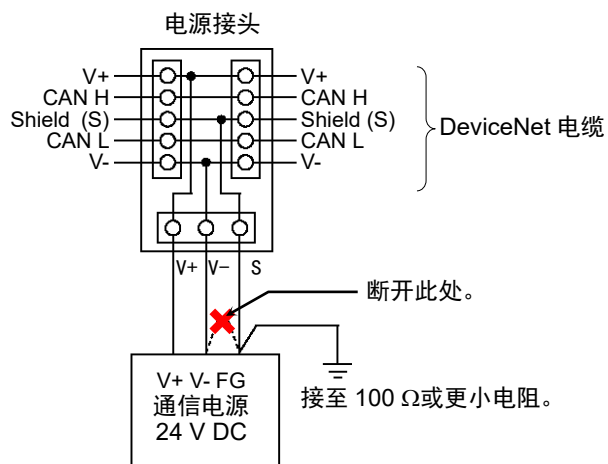 电源接头
V+ V+
CAN H CAN H
Shield (S) Shield (S)
CAN L CAN L
V- V-
DeviceNet 电缆
V+ V- S
断开此处。
V+ V- FG
通信电源
24 V DC
接至 100 Ω或更小电阻。